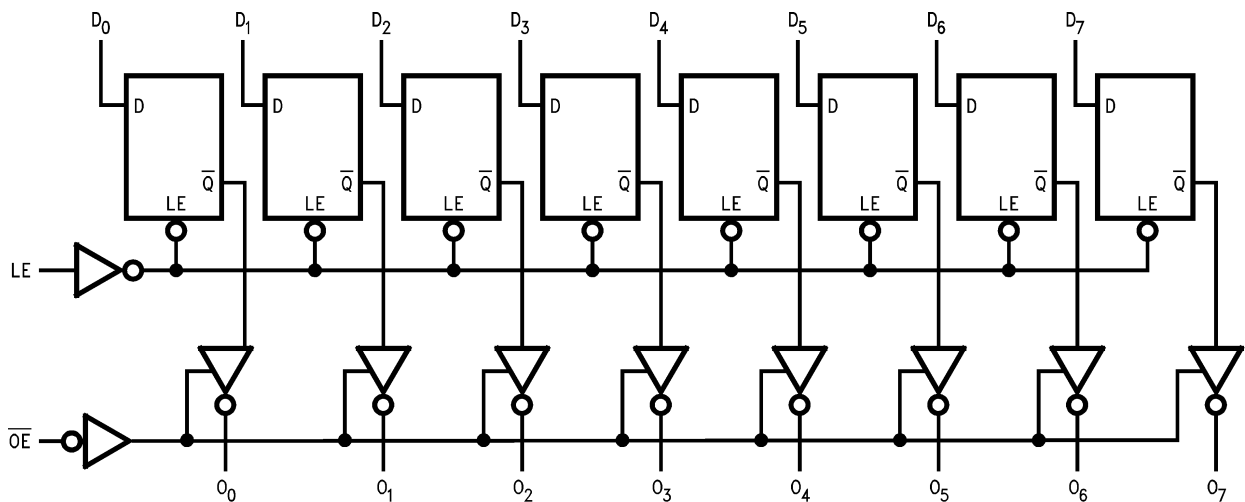 D₀ D₁ D₂ D₃ D₄ D₅ D₆ D₇
D D D D D D D D
Q̅ Q̅ Q̅ Q̅ Q̅ Q̅ Q̅ Q̅
LE LE LE LE LE LE LE LE
LE
O̅E̅
O₀ O₁ O₂ O₃ O₄ O₅ O₆ O₇